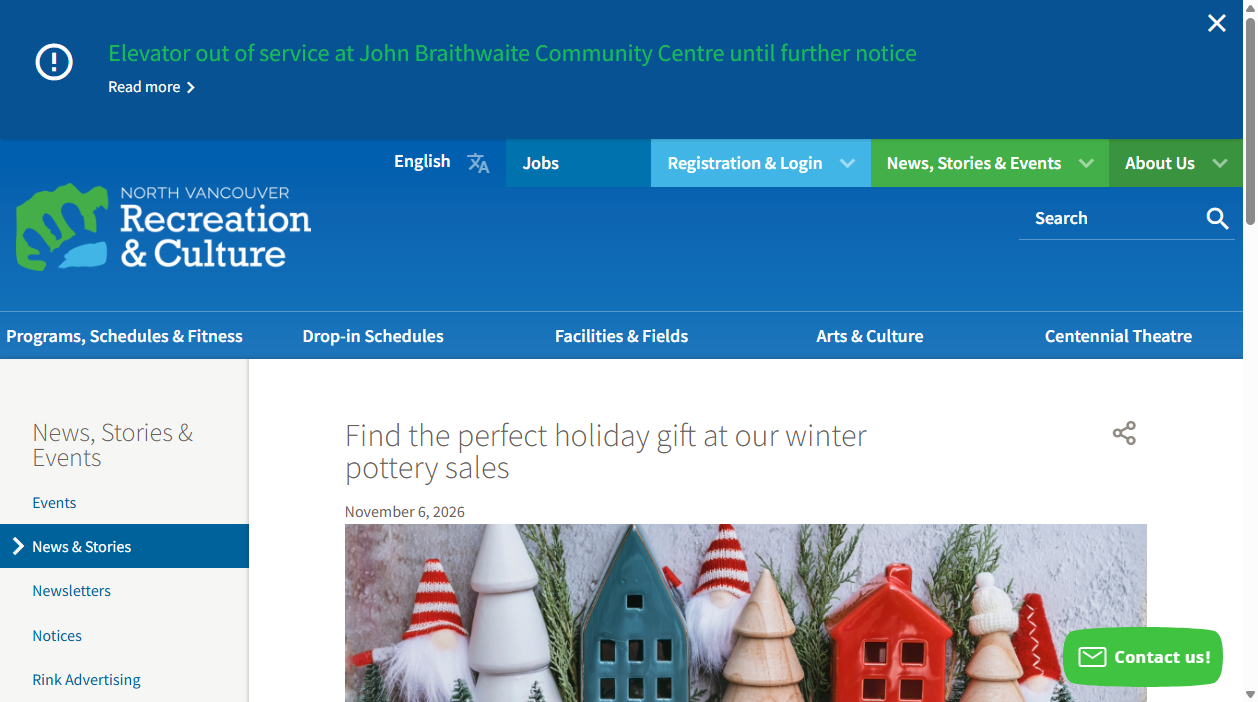 Elevator out of service at John Braithwaite Community Centre until further notice
Read more
English
Jobs
Registration & Login
News, Stories & Events
About Us
NORTH VANCOUVER
Recreation
& Culture
Search
Programs, Schedules & Fitness
Drop-in Schedules
Facilities & Fields
Arts & Culture
Centennial Theatre
News, Stories &
Events
Events
News & Stories
Newsletters
Notices
Rink Advertising
Find the perfect holiday gift at our winter
pottery sales
November 6, 2026
Contact us!